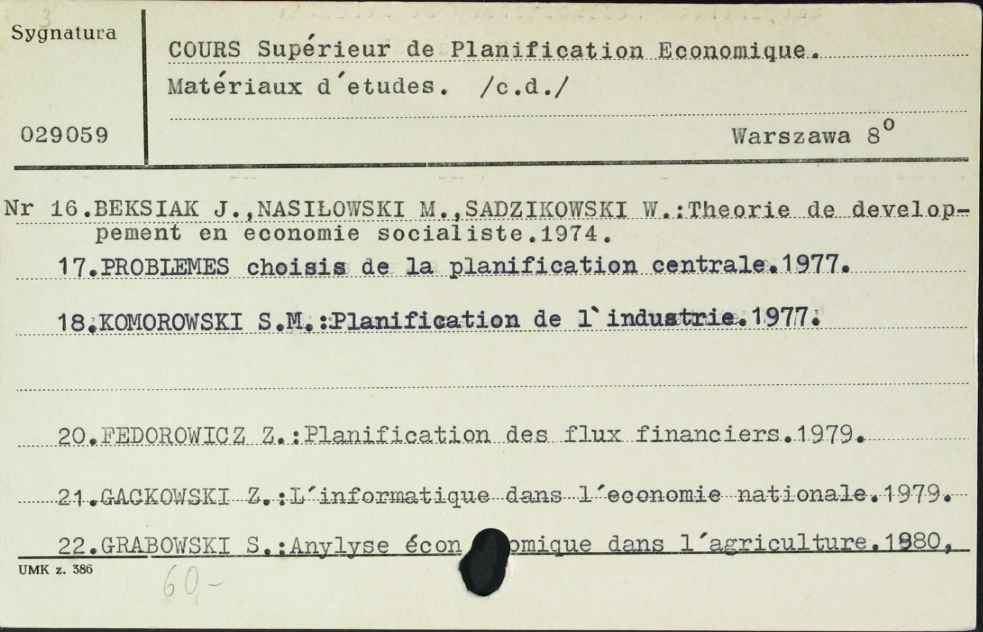 Sygnatura
COURS Supérieur de Planification Economique.
Matériaux d´etudes. /c.d./
029059
Warszawa 8º
Nr 16.BEKSIAK J.,NASIŁOWSKI M.,SADZIKOWSKI W.:Theorie de develop-
pement en economie socialiste.1974.
17.PROBLEMES choisis de la planification centrale.1977.
18.KOMOROWSKI S.M.:Planification de l`industrie.1977.
20.FEDOROWICZ Z.:Planification des flux financiers.1979.
21.GACKOWSKI Z.:L´informatique dans l´economie nationale.1979.
22.GRABOWSKI S.:Anylyse écon omique dans l´agriculture.1980,
UMK z. 386
60,-